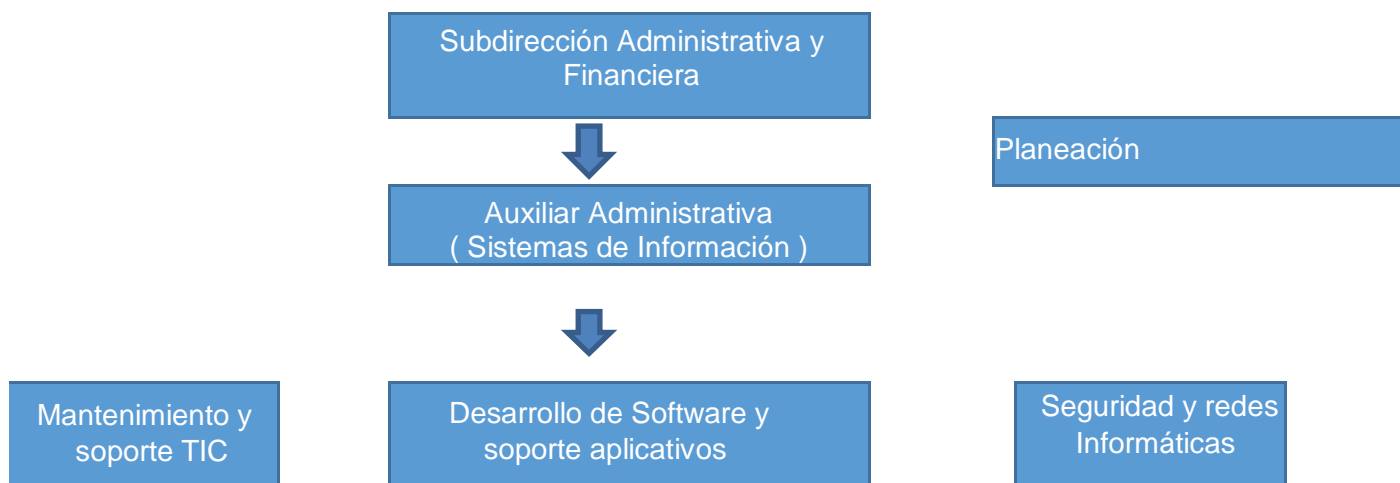 Subdirección Administrativa y
Financiera
Planeación
Auxiliar Administrativa
( Sistemas de Información )
Mantenimiento y
soporte TIC
Desarrollo de Software y
soporte aplicativos
Seguridad y redes
Informáticas